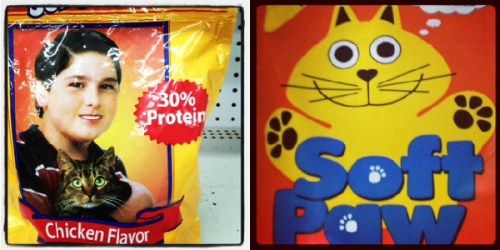 30%
Protein
Chicken Flavor
Soft
Paw